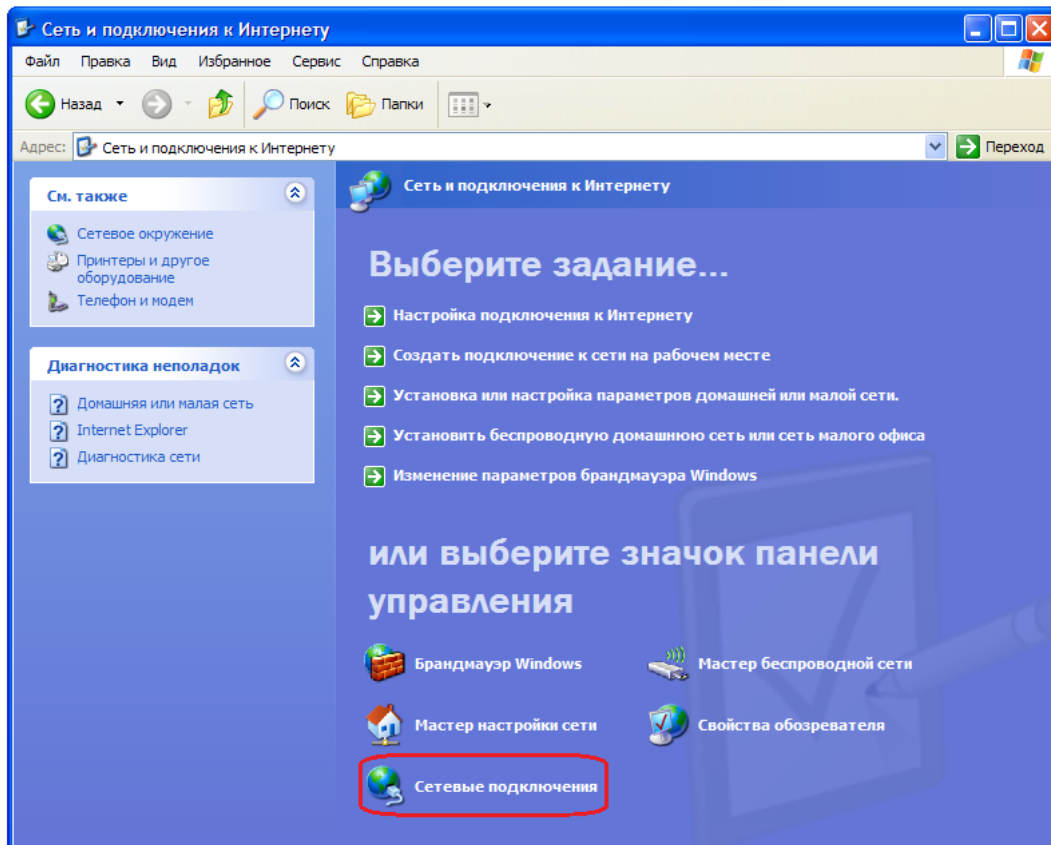 Сеть и подключения к Интернету
Файл Правка Вид Избранное Сервис Справка
Назад Поиск Папки
Адрес: Сеть и подключения к Интернету Переход
См. также
Сетевое окружение
Принтеры и другое
оборудование
Телефон и модем
Диагностика неполадок
Домашняя или малая сеть
Internet Explorer
Диагностика сети
Сеть и подключения к Интернету
Выберите задание...
Настройка подключения к Интернету
Создать подключение к сети на рабочем месте
Установка или настройка параметров домашней или малой сети.
Установить беспроводную домашнюю сеть или сеть малого офиса
Изменение параметров брандмауэра Windows
или выберите значок панели
управления
Брандмауэр Windows
Мастер беспроводной сети
Мастер настройки сети
Свойства обозревателя
Сетевые подключения